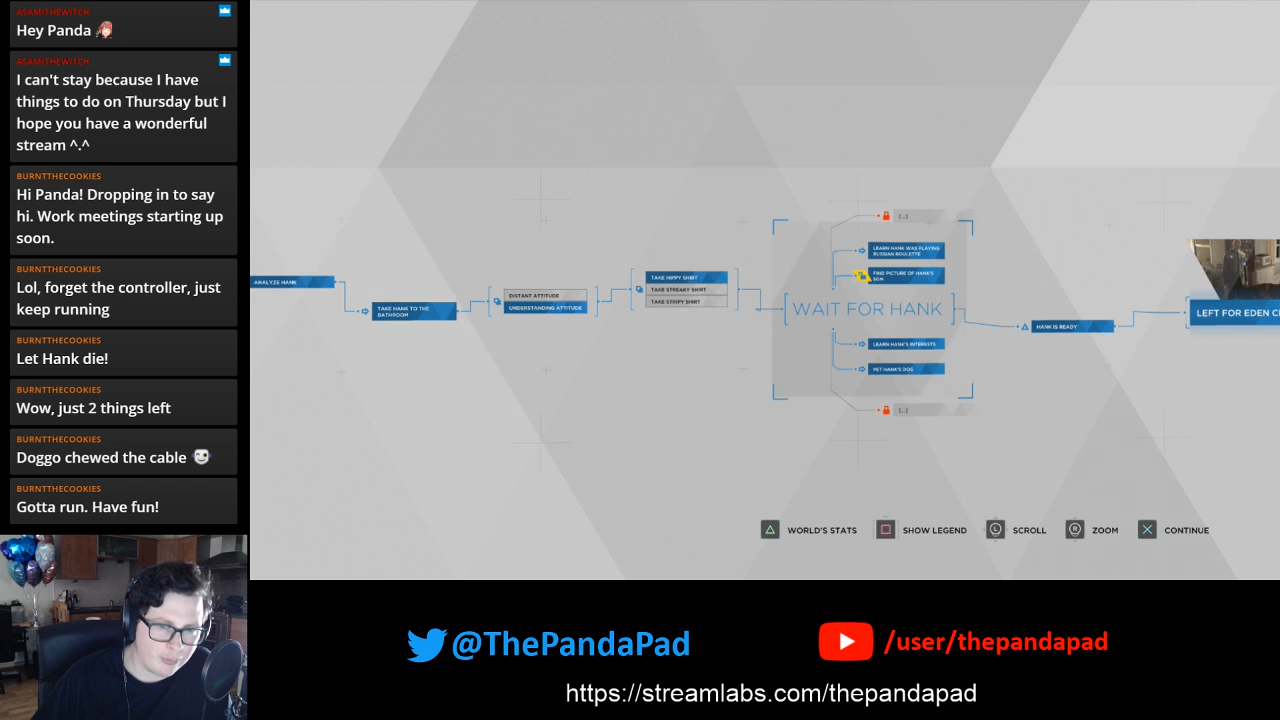 ASAMITHEWITCH
Hey Panda
ASAMITHEWITCH
I can't stay because I have
things to do on Thursday but I
hope you have a wonderful
stream ^.^
BURNTTHECOOKIES
Hi Panda! Dropping in to say
hi. Work meetings starting up
soon.
BURNTTHECOOKIES
Lol, forget the controller, just
keep running
BURNTTHECOOKIES
Let Hank die!
BURNTTHECOOKIES
Wow, just 2 things left
BURNTTHECOOKIES
Doggo chewed the cable
BURNTTHECOOKIES
Gotta run. Have fun!
ANALYZE HANK
TAKE HANK TO THE
BATHROOM
DISTANT ATTITUDE
UNDERSTANDING ATTITUDE
TAKE HIPPY SHIRT
TAKE STREAKY SHIRT
TAKE STRIPY SHIRT
[...]
LEARN HANK WAS PLAYING
RUSSIAN ROULETTE
FIND PICTURE OF HANK'S
SON
WAIT FOR HANK
LEARN HANK'S INTERESTS
PET HANK'S DOG
[...]
HANK IS READY
LEFT FOR EDEN C
WORLD'S STATS
SHOW LEGEND
L
SCROLL
R
ZOOM
CONTINUE
@ThePandaPad
/user/thepandapad
https://streamlabs.com/thepandapad